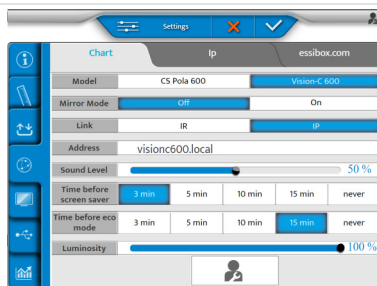 Settings
Chart Ip essibox.com
Model CS Pola 600 Vision-C 600
Mirror Mode Off On
Link IR IP
Address visionc600.local
Sound Level 50 %
Time before screen saver 3 min 5 min 10 min 15 min never
Time before eco mode 3 min 5 min 10 min 15 min never
Luminosity 100 %